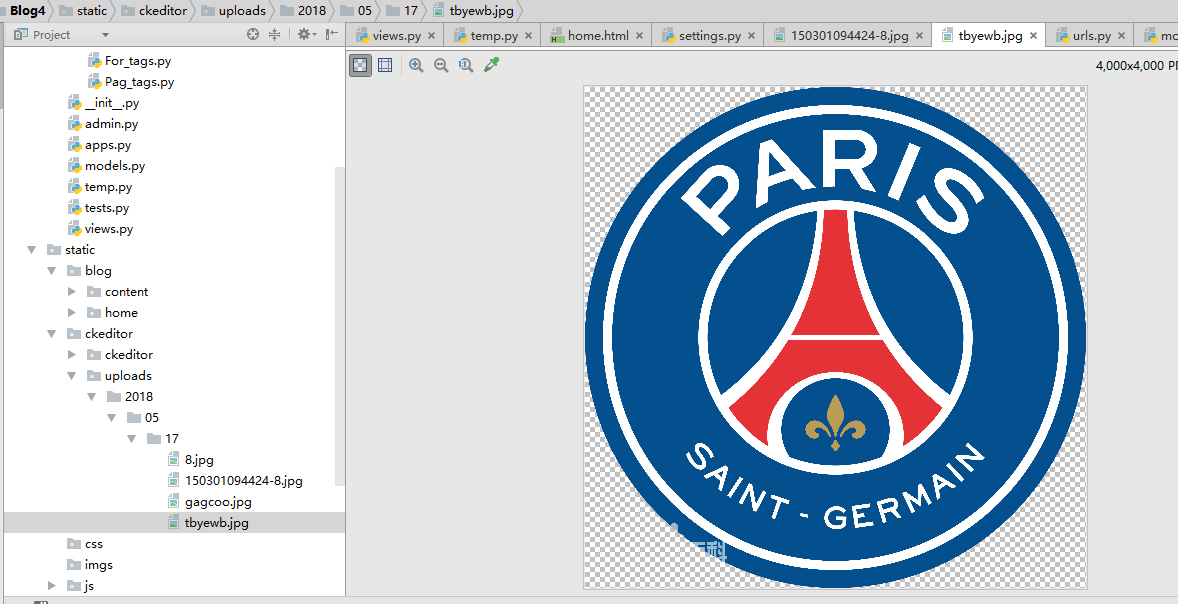 Blog4 static ckeditor uploads 2018 05 17 tbyewb.jpg
Project
views.py temp.py home.html settings.py 150301094424-8.jpg tbyewb.jpg urls.py mo
4,000x4,000 PN
For_tags.py
Pag_tags.py
__init__.py
admin.py
apps.py
models.py
temp.py
tests.py
views.py
static
blog
content
home
ckeditor
ckeditor
uploads
2018
05
17
8.jpg
150301094424-8.jpg
gagcoo.jpg
tbyewb.jpg
css
imgs
js
PARIS
SAINT - GERMAIN